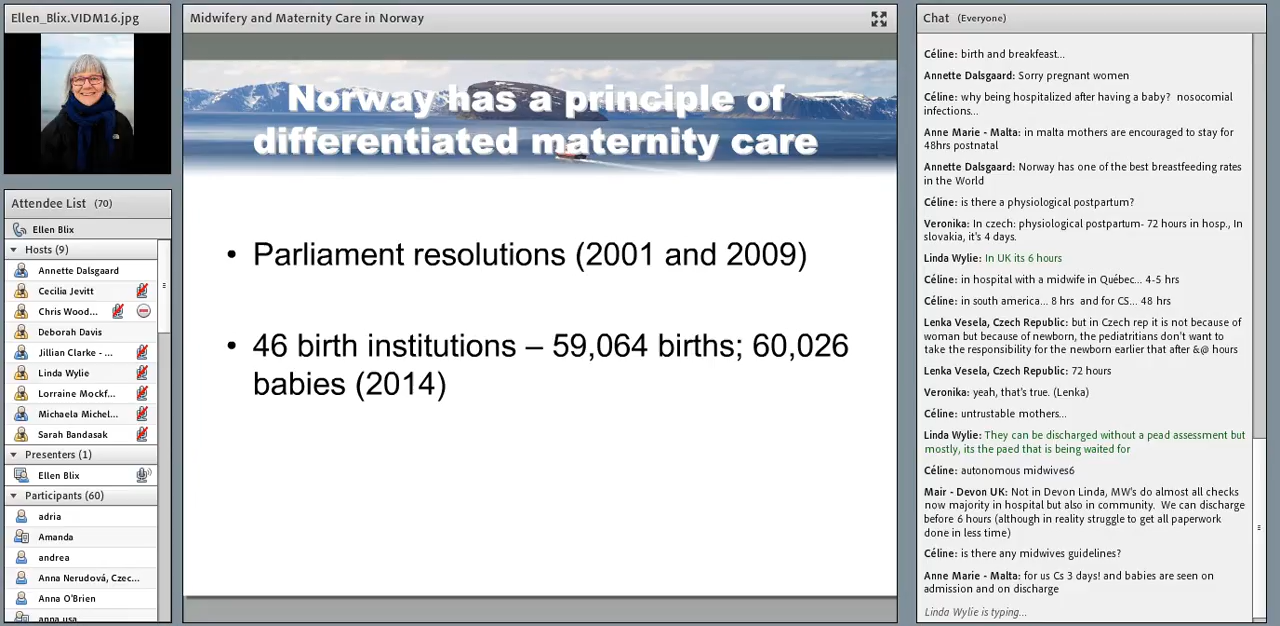 Ellen_Blix.VIDM16.jpg
Attendee List (70)
Ellen Blix
Hosts (9)
Annette Dalsgaard
Cecilia Jevitt
Chris Wood...
Deborah Davis
Jillian Clarke - ...
Linda Wylie
Lorraine Mockf...
Michaela Michel...
Sarah Bandasak
Presenters (1)
Ellen Blix
Participants (60)
adria
Amanda
andrea
Anna Nerudová, Czec...
Anna O'Brien
anna usa
Midwifery and Maternity Care in Norway
Norway has a principle of
differentiated maternity care
• Parliament resolutions (2001 and 2009)
• 46 birth institutions – 59,064 births; 60,026
babies (2014)
Chat (Everyone)
Céline: birth and breakfeast...
Annette Dalsgaard: Sorry pregnant women
Céline: why being hospitalized after having a baby? nosocomial
infections...
Anne Marie - Malta: in malta mothers are encouraged to stay for
48hrs postnatal
Annette Dalsgaard: Norway has one of the best breastfeeding rates
in the World
Céline: is there a physiological postpartum?
Veronika: In czech: physiological postpartum- 72 hours in hosp., In
slovakia, it's 4 days.
Linda Wylie: In UK its 6 hours
Céline: in hospital with a midwife in Québec... 4-5 hrs
Céline: in south america... 8 hrs and for CS... 48 hrs
Lenka Vesela, Czech Republic: but in Czech rep it is not because of
woman but because of newborn, the pediatritians don't want to
take the responsibility for the newborn earlier that after &@ hours
Lenka Vesela, Czech Republic: 72 hours
Veronika: yeah, that's true. (Lenka)
Céline: untrustable mothers...
Linda Wylie: They can be discharged without a pead assessment but
mostly, its the paed that is being waited for
Céline: autonomous midwives6
Mair - Devon UK: Not in Devon Linda, MW's do almost all checks
now majority in hospital but also in community. We can discharge
before 6 hours (although in reality struggle to get all paperwork
done in less time)
Céline: is there any midwives guidelines?
Anne Marie - Malta: for us Cs 3 days! and babies are seen on
admission and on discharge
Linda Wylie is typing...